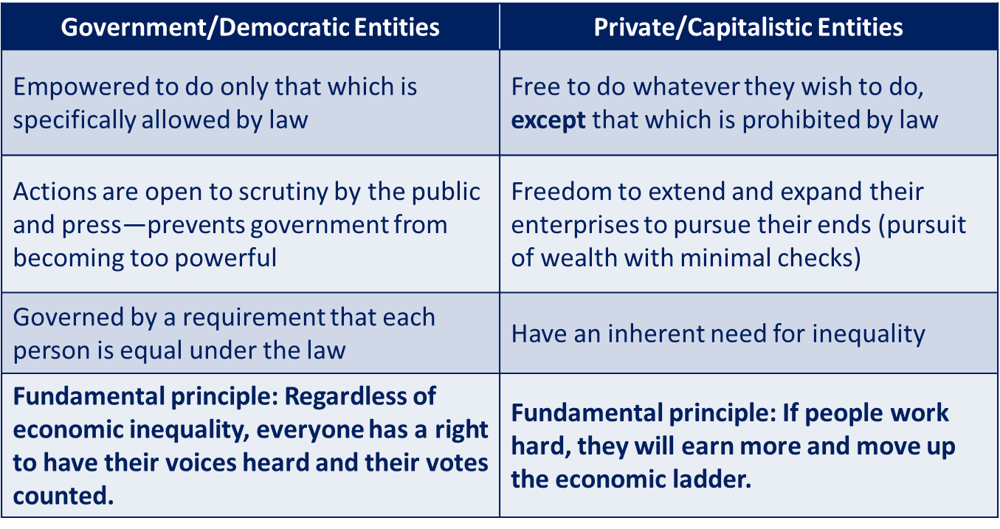 Government/Democratic Entities
Private/Capitalistic Entities
Empowered to do only that which is
specifically allowed by law
Free to do whatever they wish to do,
except that which is prohibited by law
Actions are open to scrutiny by the public
and press—prevents government from
becoming too powerful
Freedom to extend and expand their
enterprises to pursue their ends (pursuit
of wealth with minimal checks)
Governed by a requirement that each
person is equal under the law
Have an inherent need for inequality
Fundamental principle: Regardless of
economic inequality, everyone has a right
to have their voices heard and their votes
counted.
Fundamental principle: If people work
hard, they will earn more and move up
the economic ladder.